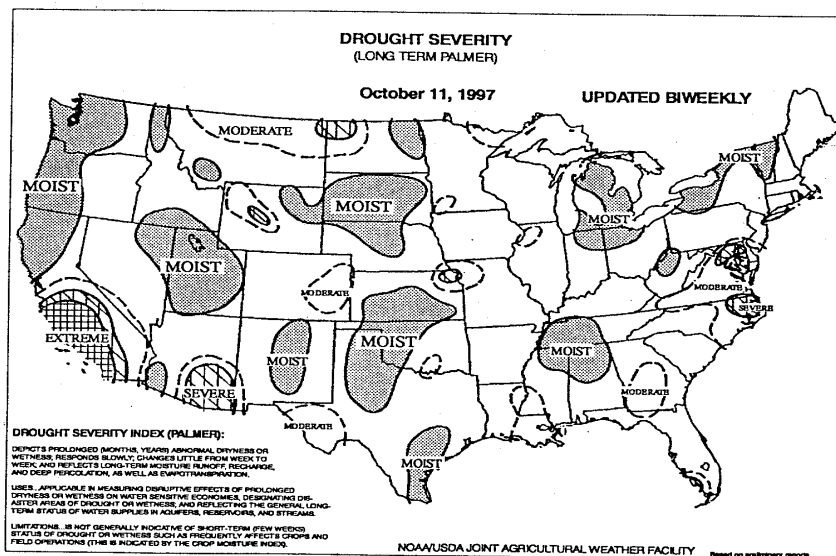 DROUGHT SEVERITY
(LONG TERM PALMER)
October 11, 1997
UPDATED BIWEEKLY
MODERATE
MOIST
MOIST
MOIST
MOIST
MOIST
MODERATE
MODERATE
SEVERE
EXTREME
MOIST
MOIST
MOIST
SEVERE
MODERATE
MODERATE
MOIST
DROUGHT SEVERITY INDEX (PALMER):
DEPICTS PROLONGED (MONTHS, YEARS) ABNORMAL DRYNESS OR
WETNESS; RESPONDS SLOWLY; CHANGES LITTLE FROM WEEK TO
WEEK; AND REFLECTS LONG-TERM MOISTURE RUNOFF, RECHARGE,
AND DEEP PERCOLATION, AS WELL AS EVAPOTRANSPIRATION.
USES...APPLICABLE IN MEASURING DISRUPTIVE EFFECTS OF PROLONGED
DRYNESS OR WETNESS ON WATER SENSITIVE ECONOMIES, DESIGNATING DIS-
ASTER AREAS OF DROUGHT OR WETNESS; AND REFLECTING THE GENERAL, LONG-
TERM STATUS OF WATER SUPPLIES IN AQUIFERS, RESERVOIRS, AND STREAMS.
LIMITATIONS...IS NOT GENERALLY INDICATIVE OF SHORT-TERM (FEW WEEKS)
STATUS OF DROUGHT OR WETNESS SUCH AS FREQUENTLY AFFECTS CROPS AND
FIELD OPERATIONS (THIS IS INDICATED BY THE CROP MOISTURE INDEX).
NOAA/USDA JOINT AGRICULTURAL WEATHER FACILITY
Based on preliminary reports